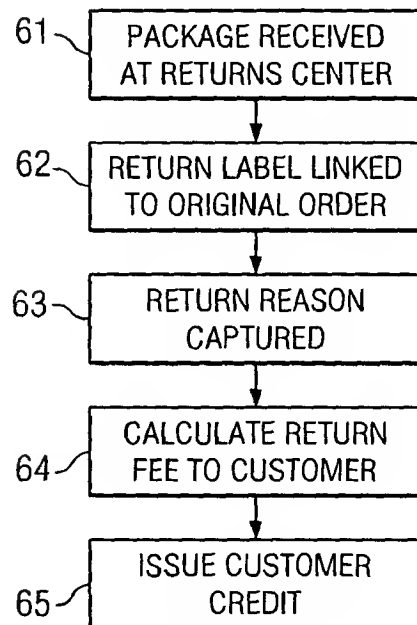 61
PACKAGE RECEIVED
AT RETURNS CENTER
62
RETURN LABEL LINKED
TO ORIGINAL ORDER
63
RETURN REASON
CAPTURED
64
CALCULATE RETURN
FEE TO CUSTOMER
65
ISSUE CUSTOMER
CREDIT